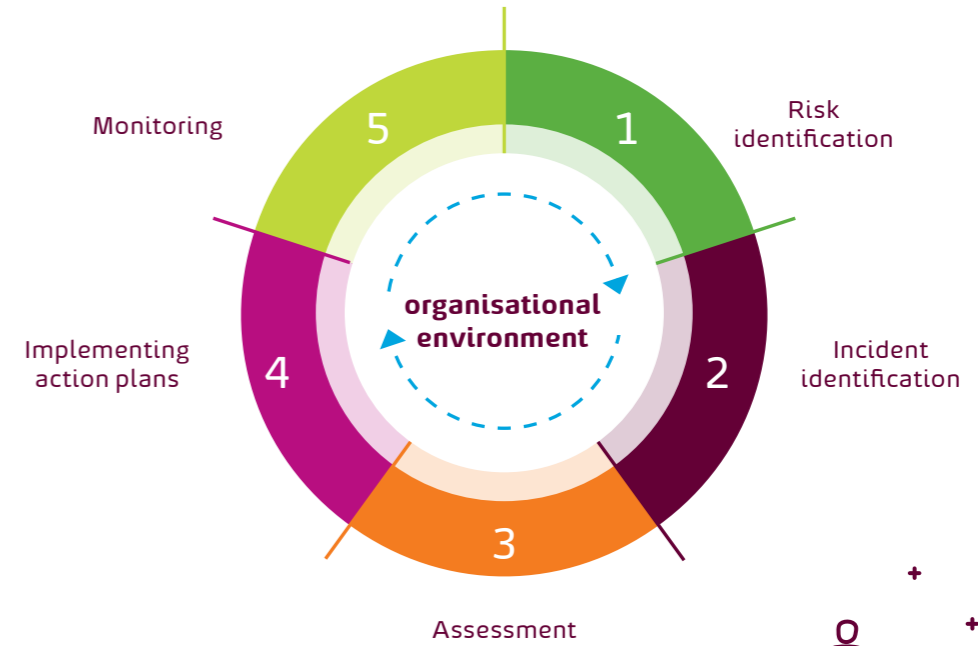 1
Risk
identification
2
Incident
identification
3
Assessment
4
Implementing
action plans
5
Monitoring
organisational
environment